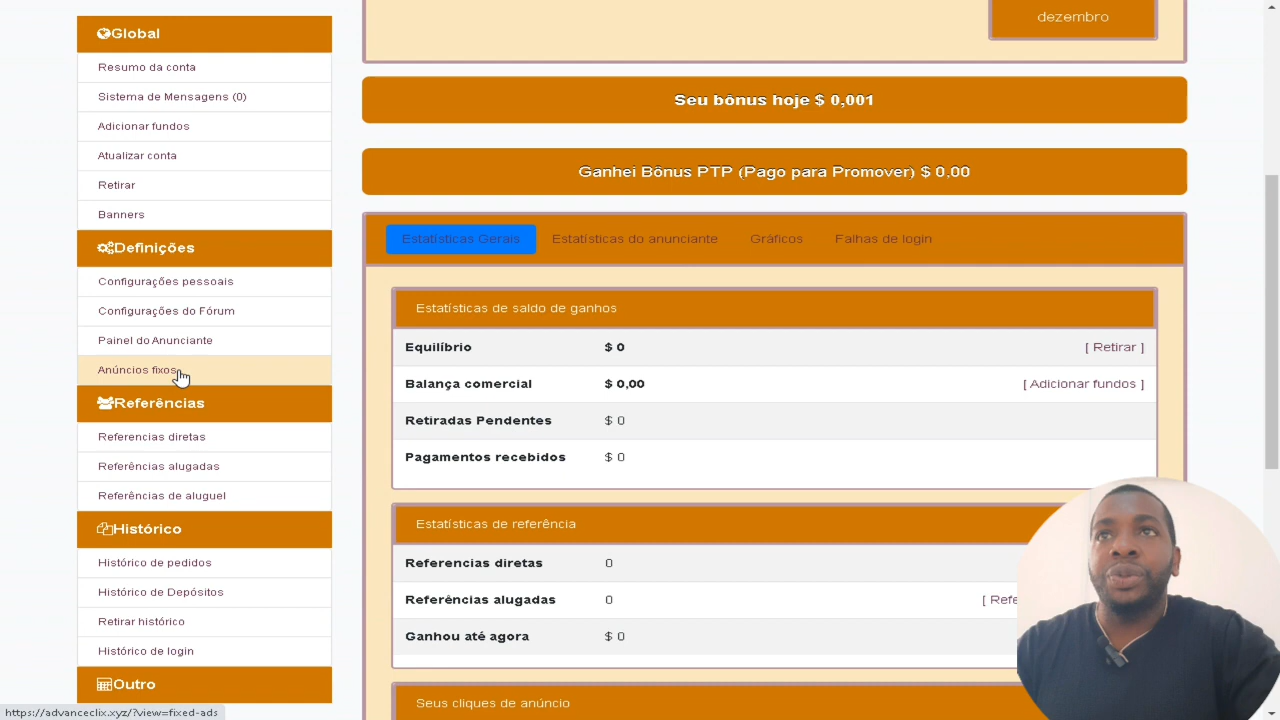 Global
Resumo da conta
Sistema de Mensagens (0)
Adicionar fundos
Atualizar conta
Retirar
Banners
Definições
Configurações pessoais
Configurações do Fórum
Painel do Anunciante
Anúncios fixos
Referências
Referencias diretas
Referências alugadas
Referências de aluguel
Histórico
Histórico de pedidos
Histórico de Depósitos
Retirar histórico
Histórico de login
Outro
https://advanceclix.xyz/?view=fixed-ads
dezembro
Seu bônus hoje $ 0,001
Ganhei Bônus PTP (Pago para Promover) $ 0,00
Estatísticas Gerais Estatísticas do anunciante Gráficos Falhas de login
Estatísticas de saldo de ganhos
Equilíbrio $ 0 [ Retirar ]
Balança comercial $ 0,00 [ Adicionar fundos ]
Retiradas Pendentes $ 0
Pagamentos recebidos $ 0
Estatísticas de referência
Referencias diretas 0
Referências alugadas 0 [ Refe
Ganhou até agora $ 0
Seus cliques de anúncio